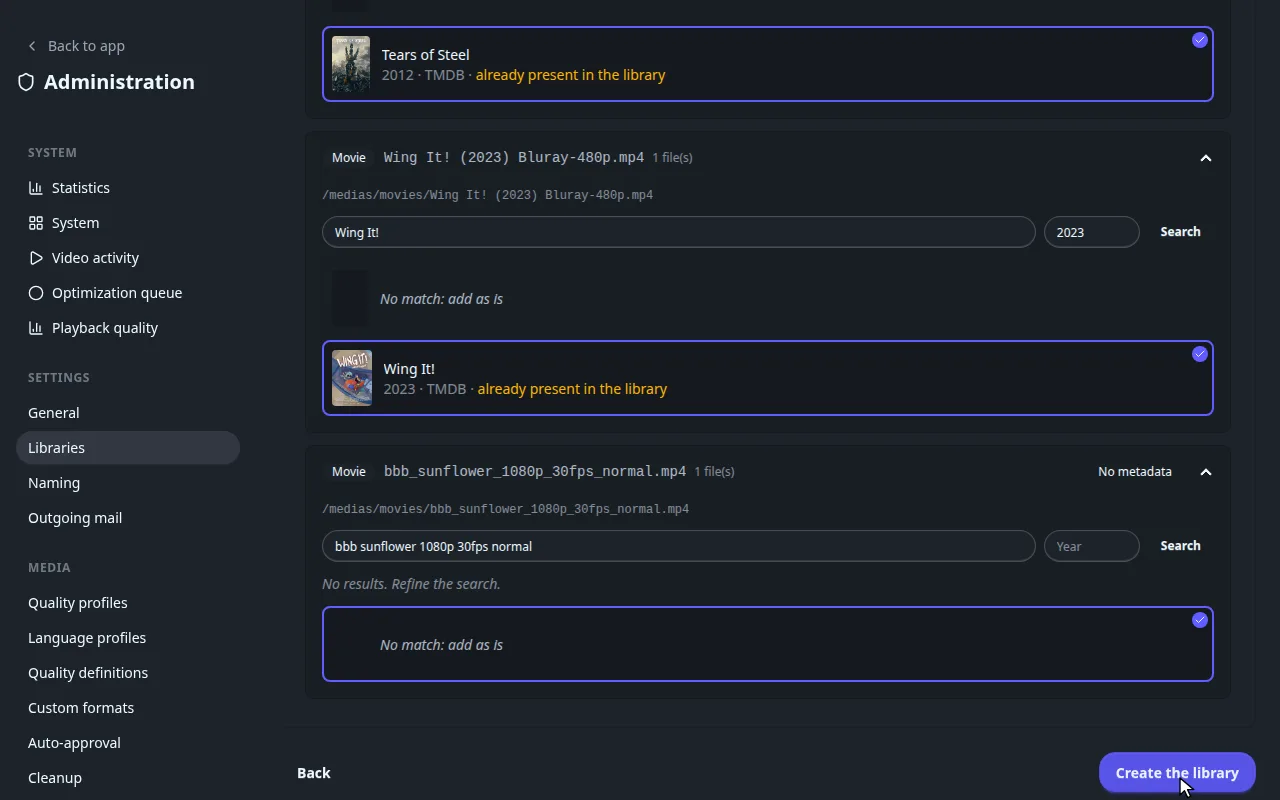 Back to app
Administration
SYSTEM
Statistics
System
Video activity
Optimization queue
Playback quality
SETTINGS
General
Libraries
Naming
Outgoing mail
MEDIA
Quality profiles
Language profiles
Quality definitions
Custom formats
Auto-approval
Cleanup
Tears of Steel
2012 · TMDB · already present in the library
Movie Wing It! (2023) Bluray-480p.mp4 1 file(s)
/medias/movies/Wing It! (2023) Bluray-480p.mp4
Wing It! 2023 Search
No match: add as is
WING IT!
Wing It!
2023 · TMDB · already present in the library
Movie bbb_sunflower_1080p_30fps_normal.mp4 1 file(s) No metadata
/medias/movies/bbb_sunflower_1080p_30fps_normal.mp4
bbb sunflower 1080p 30fps normal Year Search
No results. Refine the search.
No match: add as is
Back Create the library